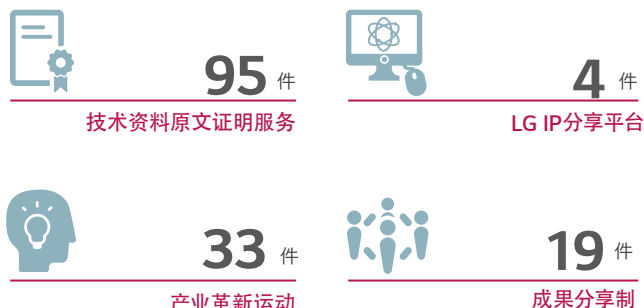 95 件
技术资料原文证明服务
4 件
LG IP分享平台
33 件
产业革新运动
19 件
成果分享制